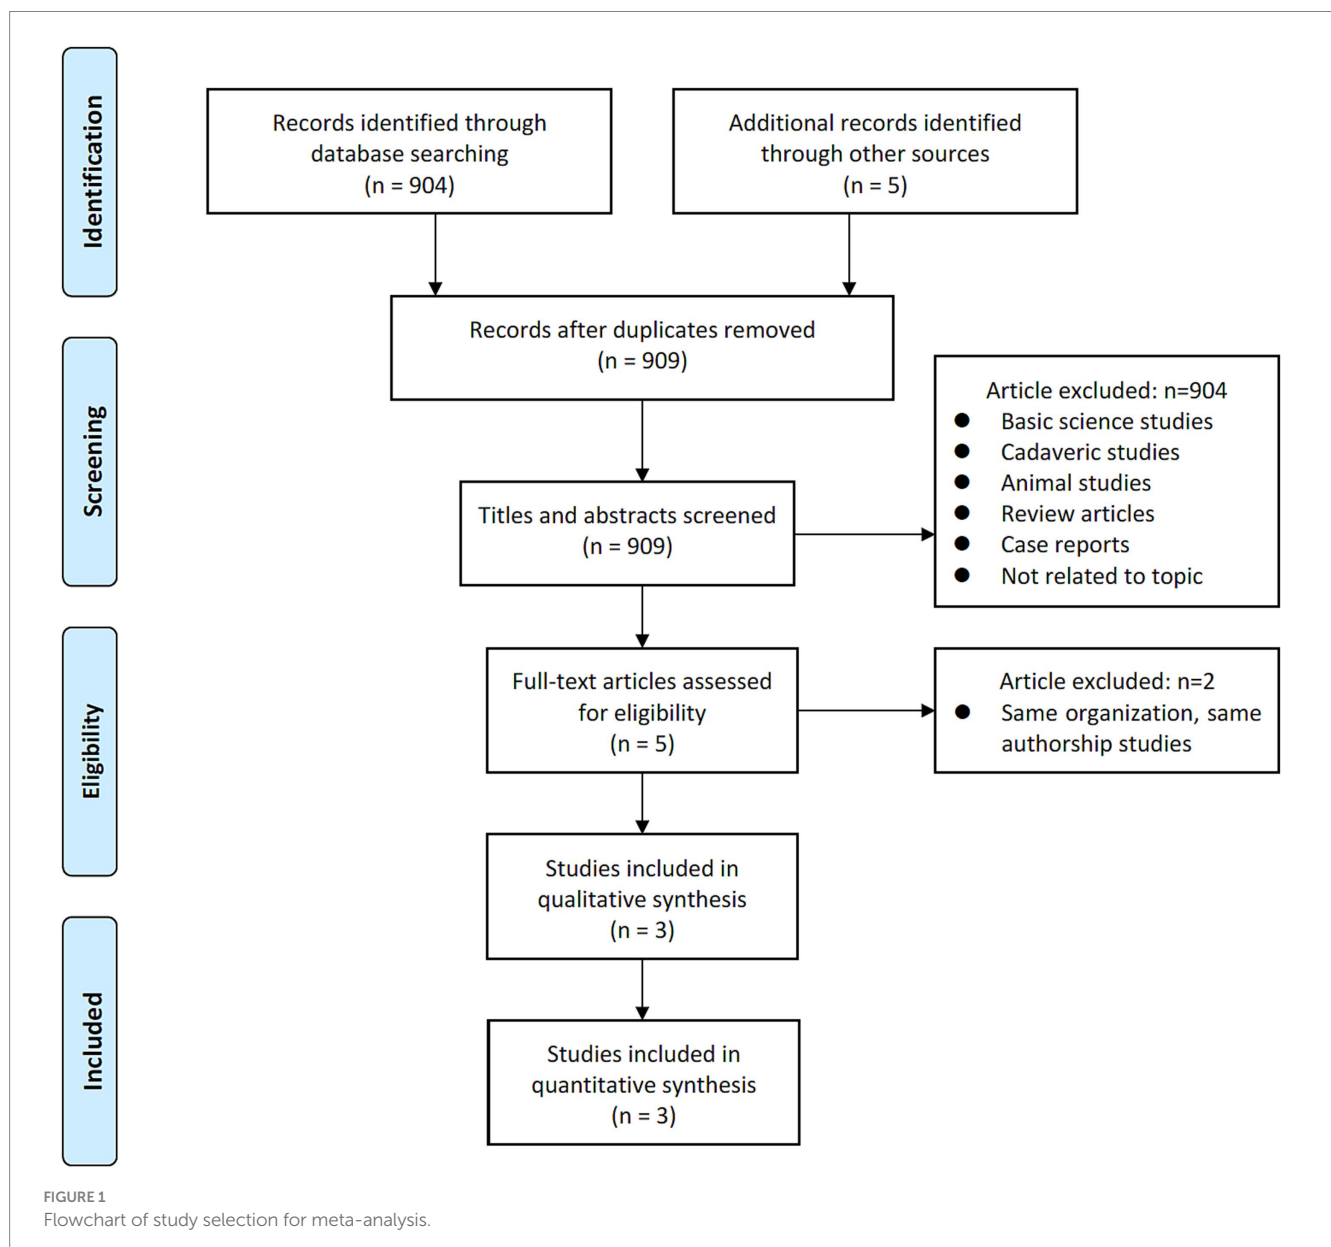 Identification
Records identified through
database searching
(n = 904)
Additional records identified
through other sources
(n = 5)
Records after duplicates removed
(n = 909)
Screening
Titles and abstracts screened
(n = 909)
Article excluded: n=904
● Basic science studies
● Cadaveric studies
● Animal studies
● Review articles
● Case reports
● Not related to topic
Eligibility
Full-text articles assessed
for eligibility
(n = 5)
Article excluded: n=2
● Same organization, same
authorship studies
Studies included in
qualitative synthesis
(n = 3)
Included
Studies included in
quantitative synthesis
(n = 3)
FIGURE 1
Flowchart of study selection for meta-analysis.